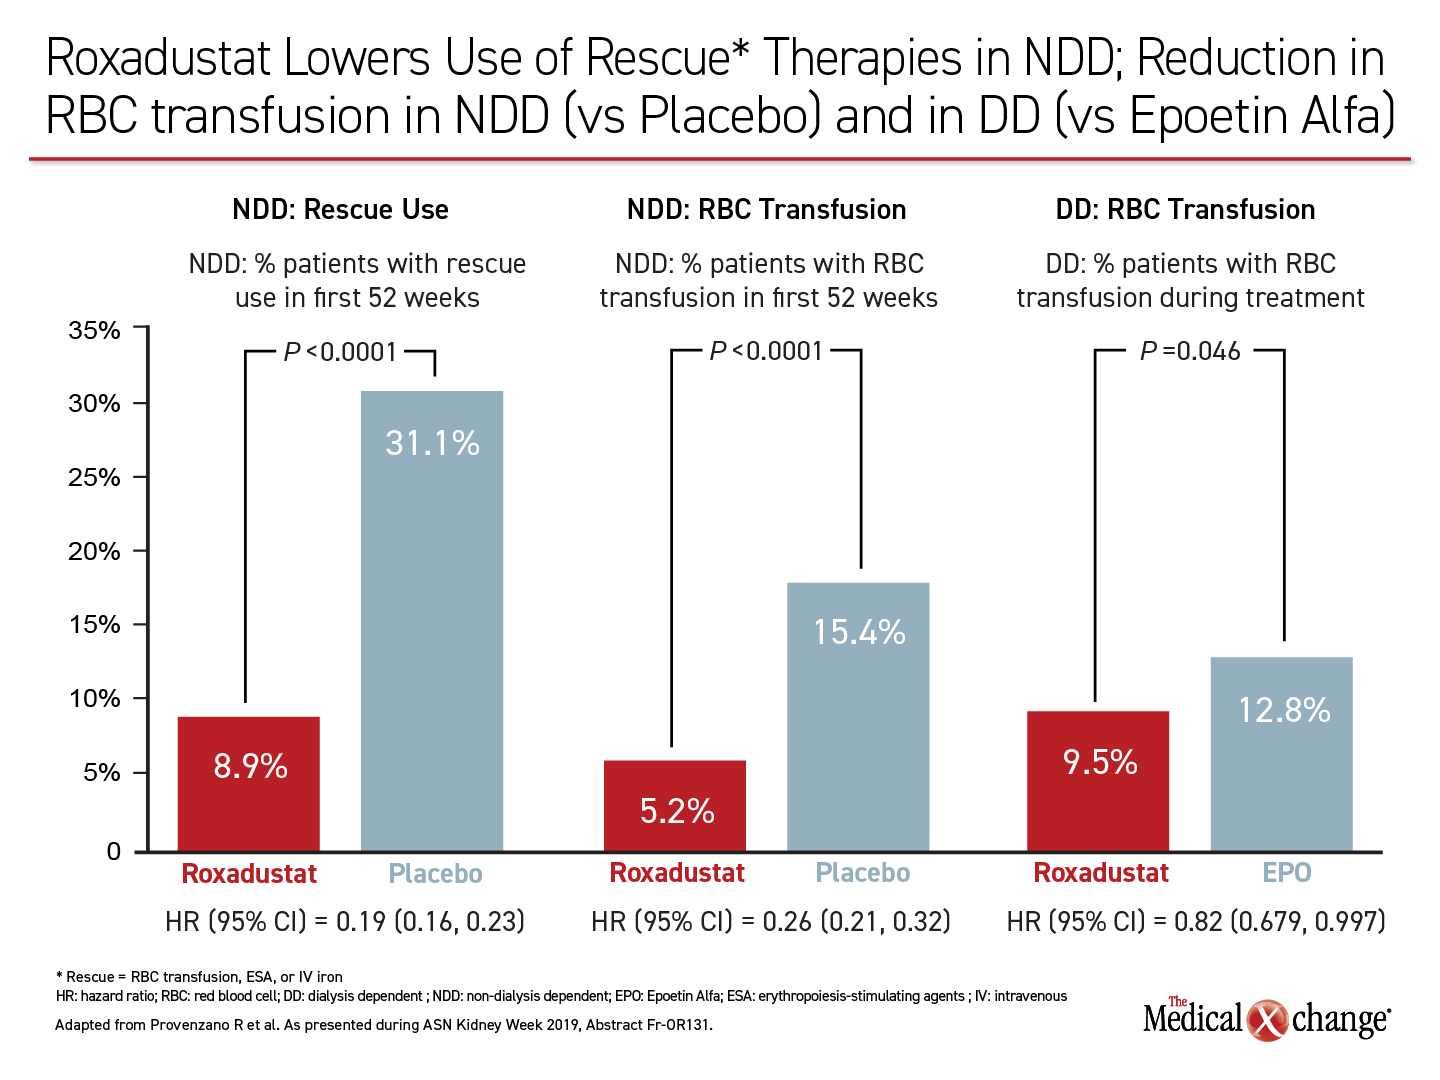 Roxadustat Lowers Use of Rescue* Therapies in NDD; Reduction in
RBC transfusion in NDD (vs Placebo) and in DD (vs Epoetin Alfa)
NDD: Rescue Use
NDD: % patients with rescue
use in first 52 weeks
NDD: RBC Transfusion
NDD: % patients with RBC
transfusion in first 52 weeks
DD: RBC Transfusion
DD: % patients with RBC
transfusion during treatment
35%
30%
25%
20%
15%
10%
5%
0
P <0.0001
31.1%
8.9%
Roxadustat
Placebo
HR (95% CI) = 0.19 (0.16, 0.23)
P <0.0001
15.4%
5.2%
Roxadustat
Placebo
HR (95% CI) = 0.26 (0.21, 0.32)
P =0.046
12.8%
9.5%
Roxadustat
EPO
HR (95% CI) = 0.82 (0.679, 0.997)
* Rescue = RBC transfusion, ESA, or IV iron
HR: hazard ratio; RBC: red blood cell; DD: dialysis dependent ; NDD: non-dialysis dependent; EPO: Epoetin Alfa; ESA: erythropoiesis-stimulating agents ; IV: intravenous
Adapted from Provenzano R et al. As presented during ASN Kidney Week 2019, Abstract Fr-OR131.
The
Medical X change